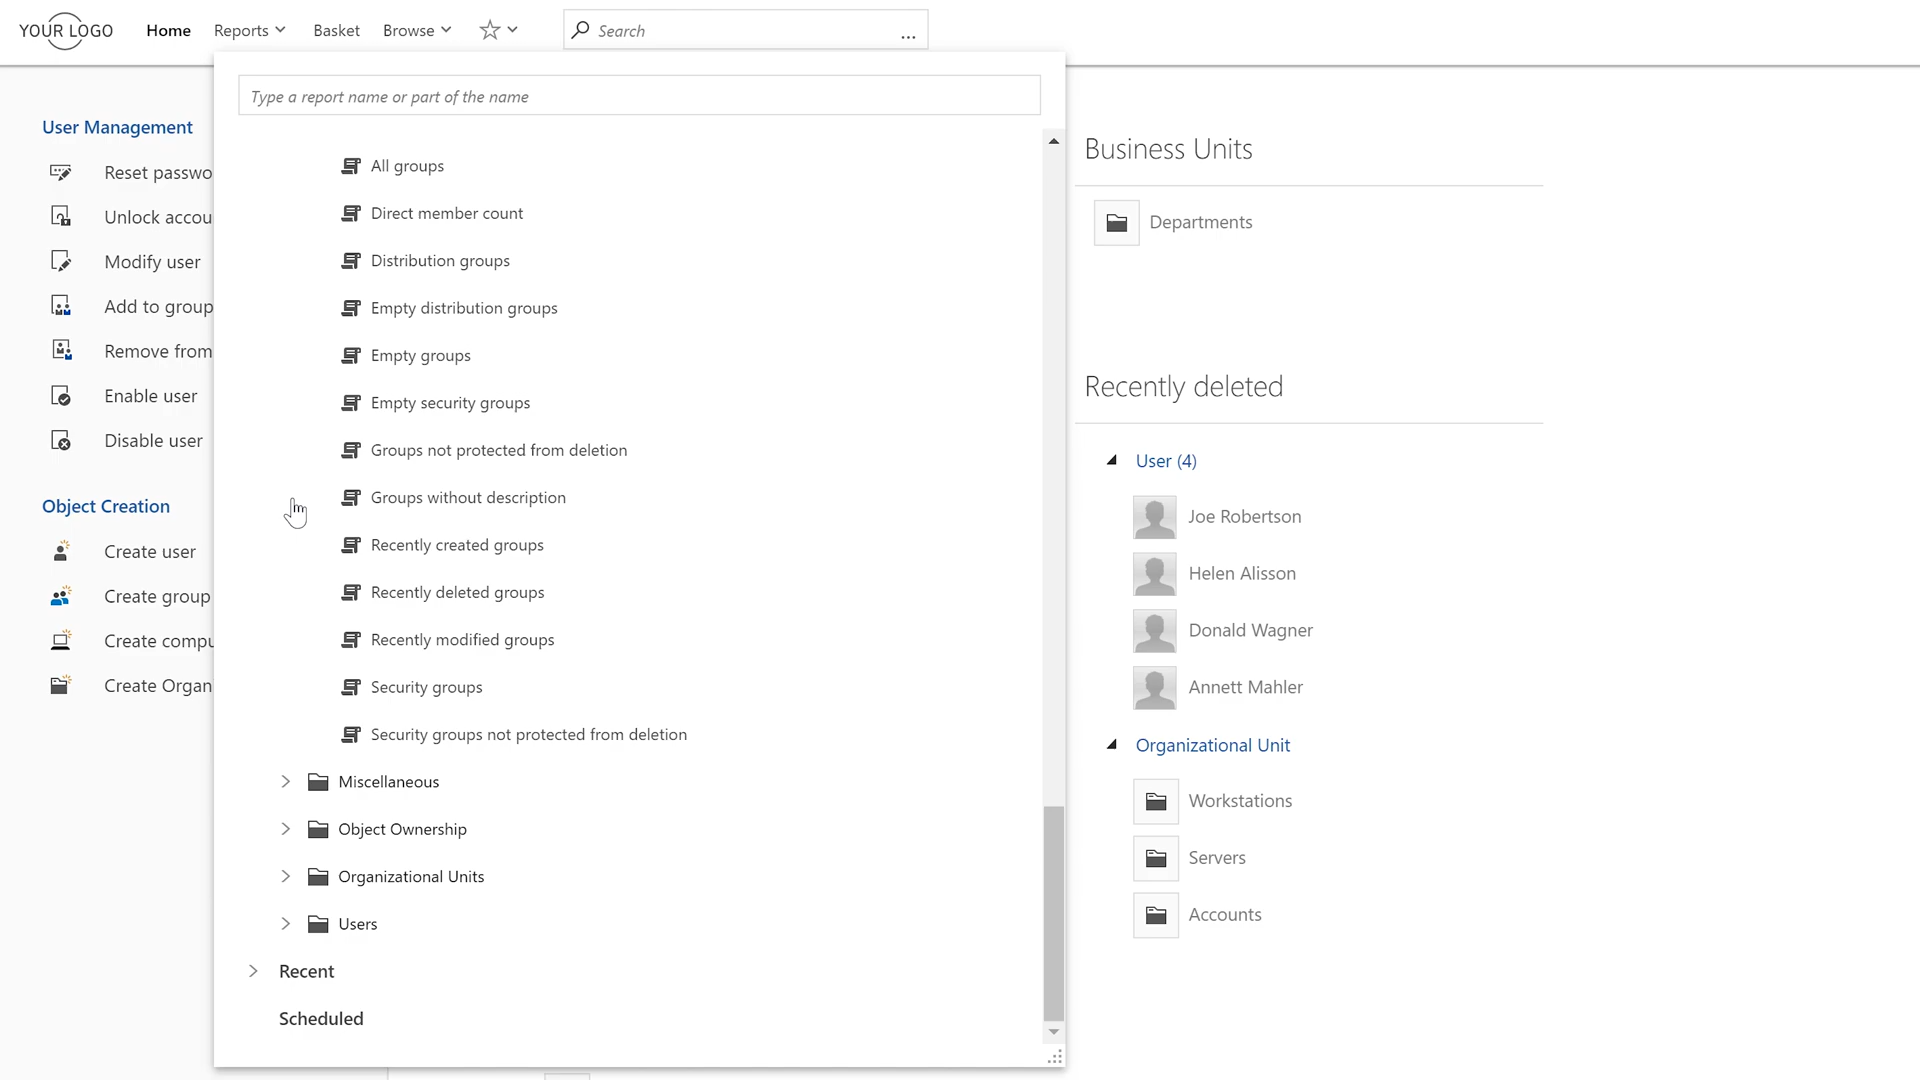 YOUR LOGO
Home
Reports
Basket
Browse
Search
...
Type a report name or part of the name
User Management
Reset passwo
Unlock accou
Modify user
Add to group
Remove from
Enable user
Disable user
Object Creation
Create user
Create group
Create compu
Create Organ
All groups
Direct member count
Distribution groups
Empty distribution groups
Empty groups
Empty security groups
Groups not protected from deletion
Groups without description
Recently created groups
Recently deleted groups
Recently modified groups
Security groups
Security groups not protected from deletion
Miscellaneous
Object Ownership
Organizational Units
Users
Recent
Scheduled
Business Units
Departments
Recently deleted
User (4)
Joe Robertson
Helen Alisson
Donald Wagner
Annett Mahler
Organizational Unit
Workstations
Servers
Accounts